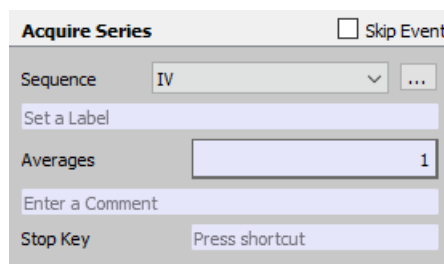 Acquire Series Skip Event
Sequence IV ...
Set a Label
Averages 1
Enter a Comment
Stop Key Press shortcut